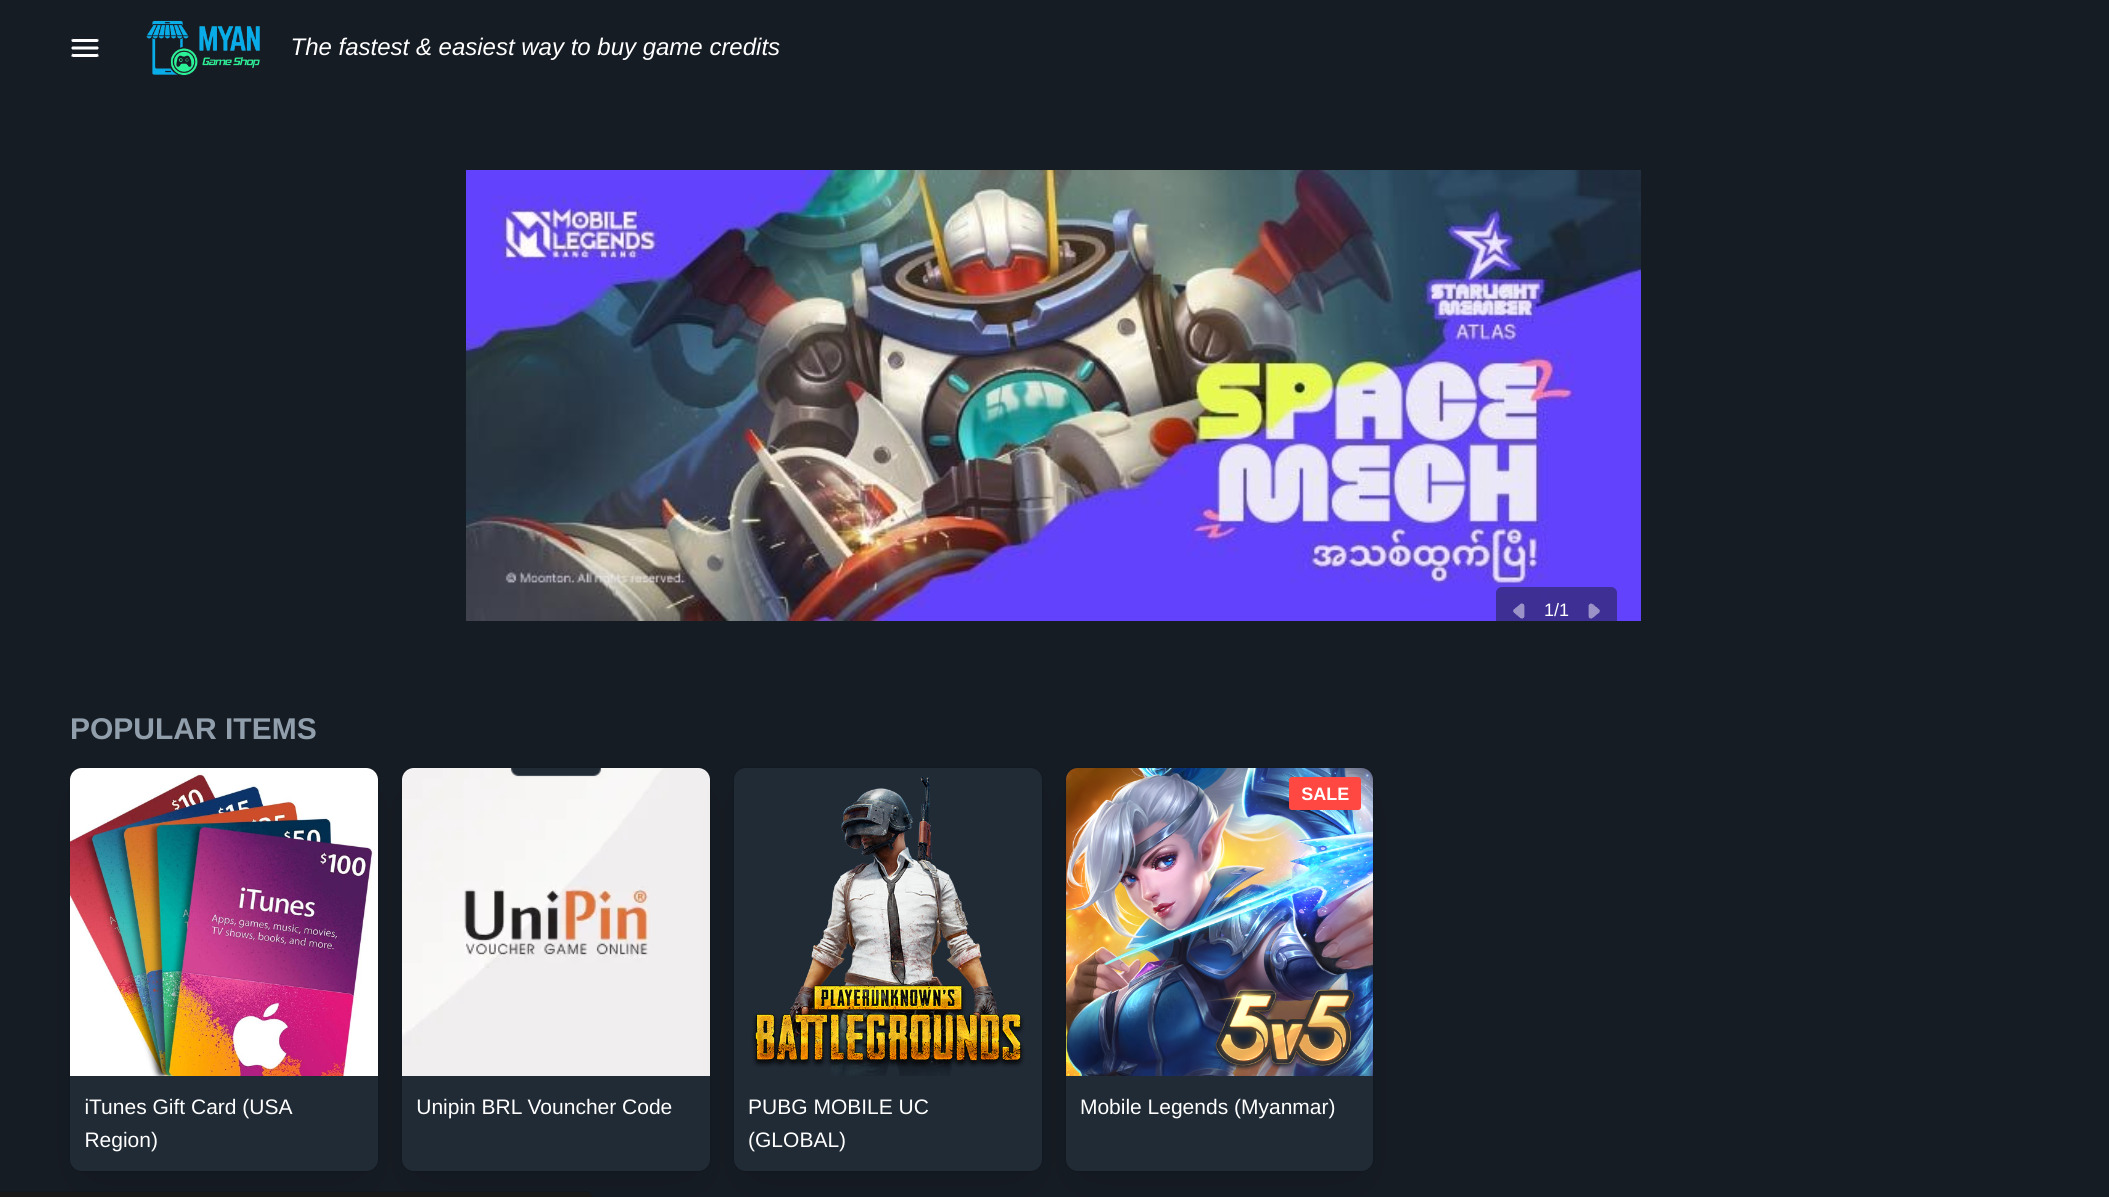 MYAN
Game Shop
The fastest & easiest way to buy game credits
MOBILE
LEGENDS
BANG BANG
STARLIGHT
MEMBER
ATLAS
SPACE
MECH
အသစ်ထွက်ပြီ!
© Moonton. All rights reserved.
1/1
POPULAR ITEMS
$10
$15
$50
$100
iTunes
Apps, games, music, movies,
TV shows, books, and more.
iTunes Gift Card (USA
Region)
UniPin®
VOUCHER GAME ONLINE
Unipin BRL Vouncher Code
PLAYERUNKNOWN'S
BATTLEGROUNDS
PUBG MOBILE UC
(GLOBAL)
SALE
5v5
Mobile Legends (Myanmar)